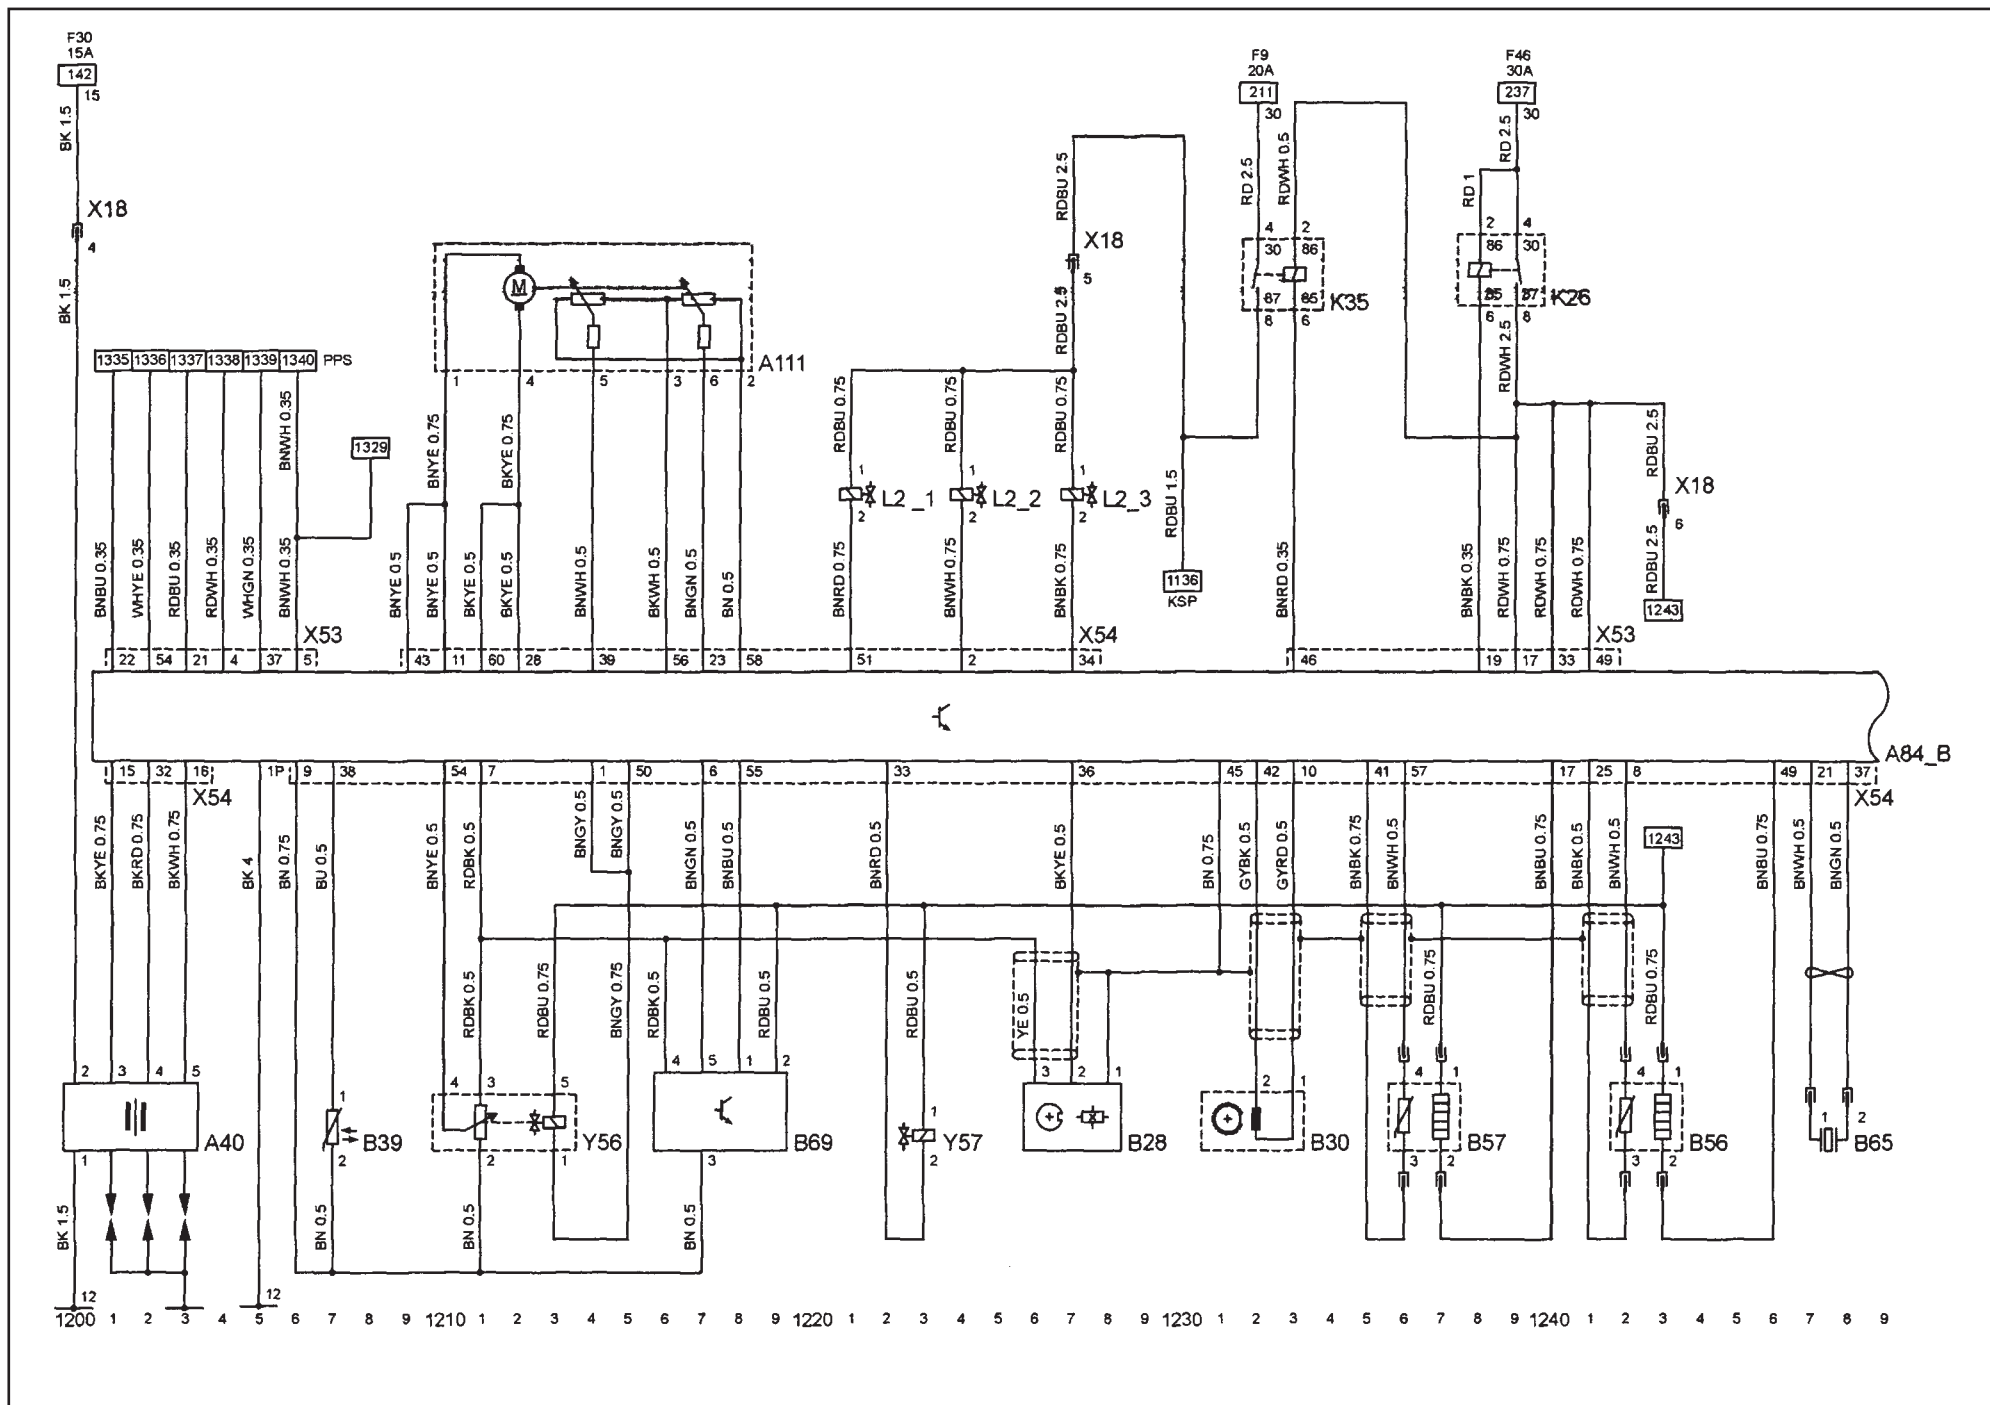 F30 F9 F46
15A 20A 30A
142 211 237
15 30 30
BK 1.5 RDBU 2.5 RD 2.5 RDWH 0.5 RD 2.5
RD 1
X18
4
X18
5
4 2 2 4
30 86 86 30
87 85
K35 K26
8 6 6 8
BK 1.5 RDBU 2.5 RDWH 2.5
M
A111
1 4 5 3 6 2
1335 1336 1337 1338 1339 1340 PPS
BNWH 0.35 BNYE 0.75 BKYE 0.75 RDBU 0.75 RDBU 0.75 RDBU 0.75 RDBU 2.5
1329
1 1 1
L2_1 L2_2 L2_3
2 2 2
X18
6
RDBU 1.5
BNBU 0.35 WHYE 0.35 RDBU 0.35 RDWH 0.35 WHGN 0.35 BNWH 0.35 BNYE 0.5 BNYE 0.5 BKYE 0.5 BKYE 0.5 BNWH 0.5 BKWH 0.5 BNGN 0.5 BN 0.5 BNRD 0.75 BNWH 0.75 BNBK 0.75 BNRD 0.35 BNBK 0.35 RDWH 0.75 RDWH 0.75 RDWH 0.75 RDBU 2.5
1136
KSP
1243
X53 X54 X53
22 54 21 4 37 5 43 11 60 28 39 56 23 58 51 2 34 46 19 17 33 49
A84_B
15 32 16 1P 9 38 54 7 1 50 6 55 33 36 45 42 10 41 57 17 25 8 49 21 37
X54 X54
BKYE 0.75 BKRD 0.75 BKWH 0.75 BK 4 BN 0.75 BU 0.5 BNYE 0.5 RDBK 0.5 BNGY 0.5 BNGY 0.5 BNGN 0.5 BNBU 0.5 BNRD 0.5 BKYE 0.5 BN 0.75 GYBK 0.5 GYRD 0.5 BNBK 0.75 BNWH 0.5 BNBU 0.75 BNBK 0.5 BNWH 0.5 BNBU 0.75 BNWH 0.5 BNGN 0.5
1243
RDBK 0.5 RDBU 0.75 BNGY 0.75 RDBK 0.5 RDBU 0.5 RDBU 0.5 YE 0.5 RDBU 0.75 RDBU 0.75
2 3 4 5 1 4 3 5 4 5 1 2 1 3 2 1 2 1 4 1 4 1 1 2
A40 B39 Y56 B69 Y57 B28 B30 B57 B56 B65
1 2 2 1 3 2 3 2 3 2
BK 1.5 BN 0.5 BN 0.5 BN 0.5
12 12
1200 1 2 3 4 5 6 7 8 9 1210 1 2 3 4 5 6 7 8 9 1220 1 2 3 4 5 6 7 8 9 1230 1 2 3 4 5 6 7 8 9 1240 1 2 3 4 5 6 7 8 9